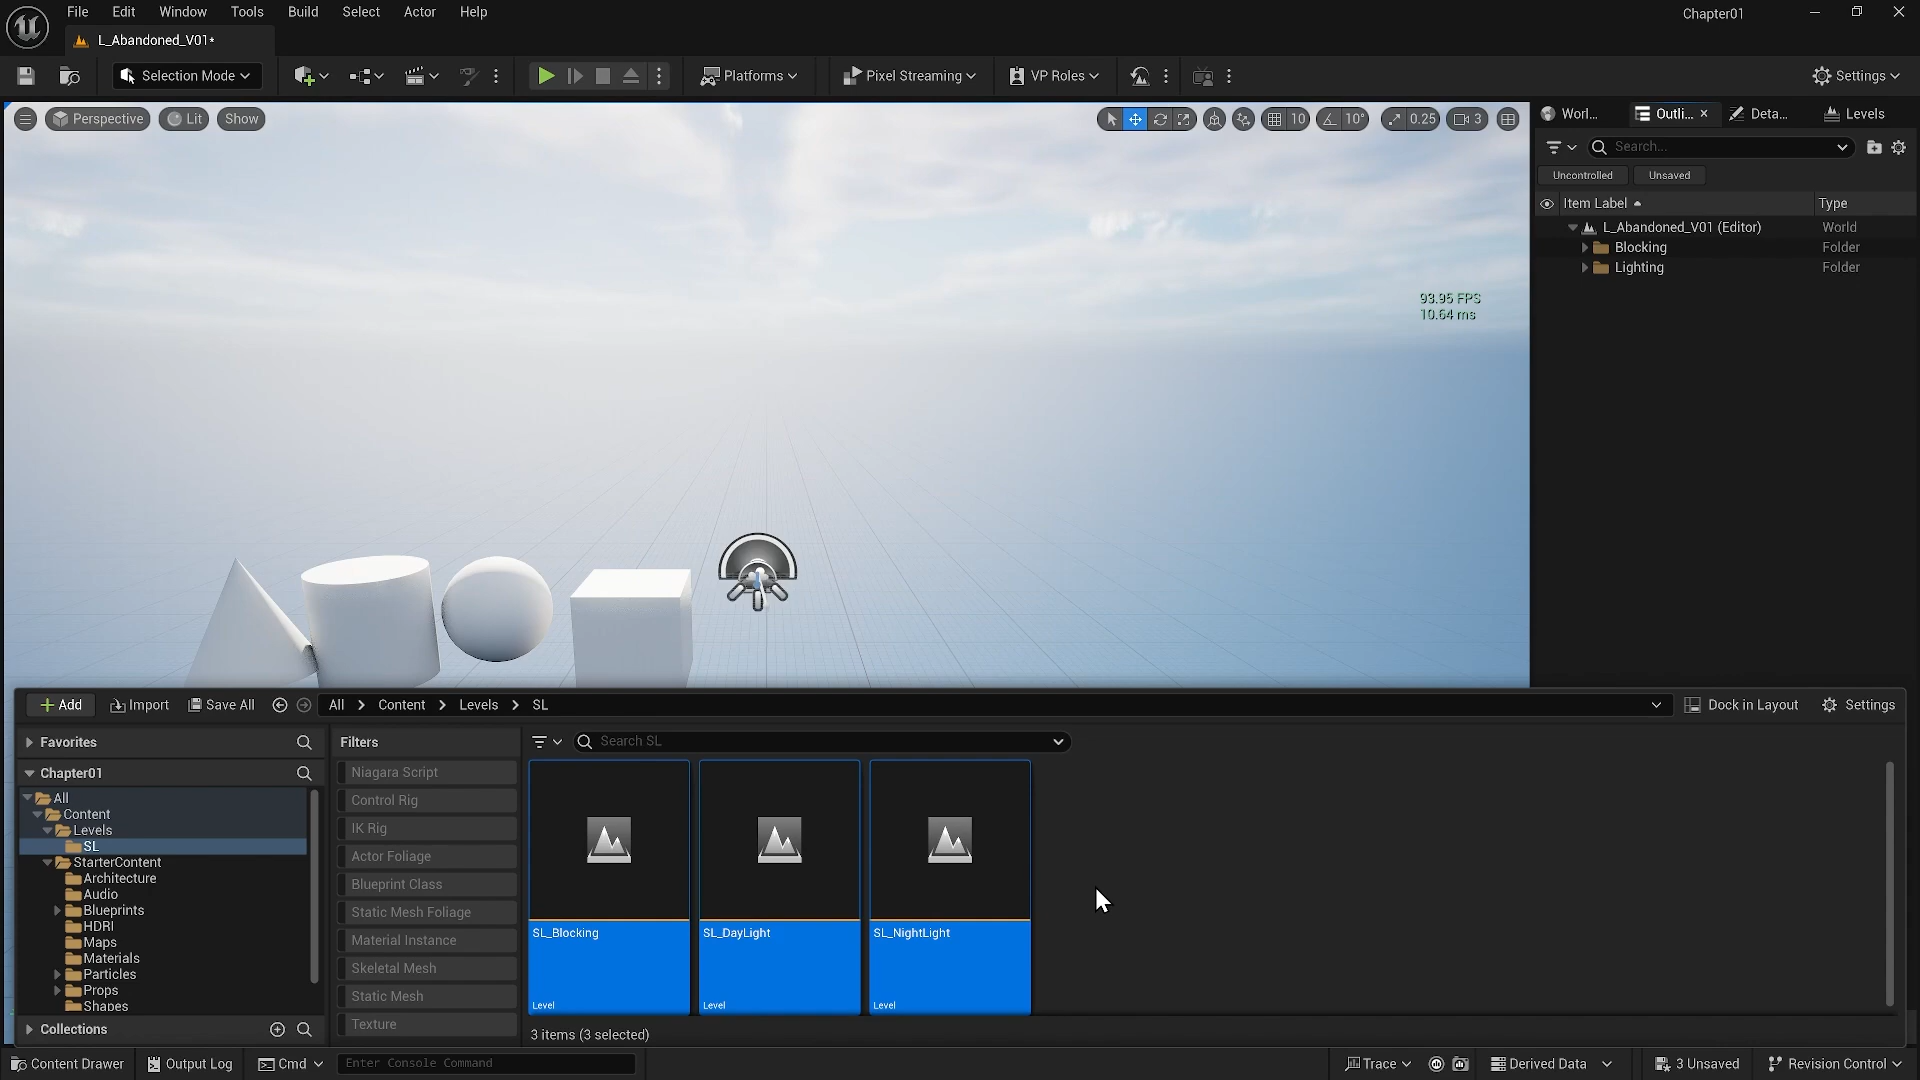 File Edit Window Tools Build Select Actor Help
Chapter01
L_Abandoned_V01*
Selection Mode
Platforms
Pixel Streaming
VP Roles
Settings
Perspective Lit Show
10 10° 0.25 3
Worl... Outli... Deta... Levels
Search...
Uncontrolled Unsaved
Item Label Type
L_Abandoned_V01 (Editor) World
Blocking Folder
Lighting Folder
93.95 FPS
10.64 ms
Add Import Save All All Content Levels SL Dock in Layout Settings
Favorites
Chapter01
All
Content
Levels
SL
StarterContent
Architecture
Audio
Blueprints
HDRI
Maps
Materials
Particles
Props
Shapes
Collections
Filters
Niagara Script
Control Rig
IK Rig
Actor Foliage
Blueprint Class
Static Mesh Foliage
Material Instance
Skeletal Mesh
Static Mesh
Texture
Search SL
SL_Blocking SL_DayLight SL_NightLight
Level Level Level
3 items (3 selected)
Content Drawer Output Log Cmd Enter Console Command Trace Derived Data 3 Unsaved Revision Control